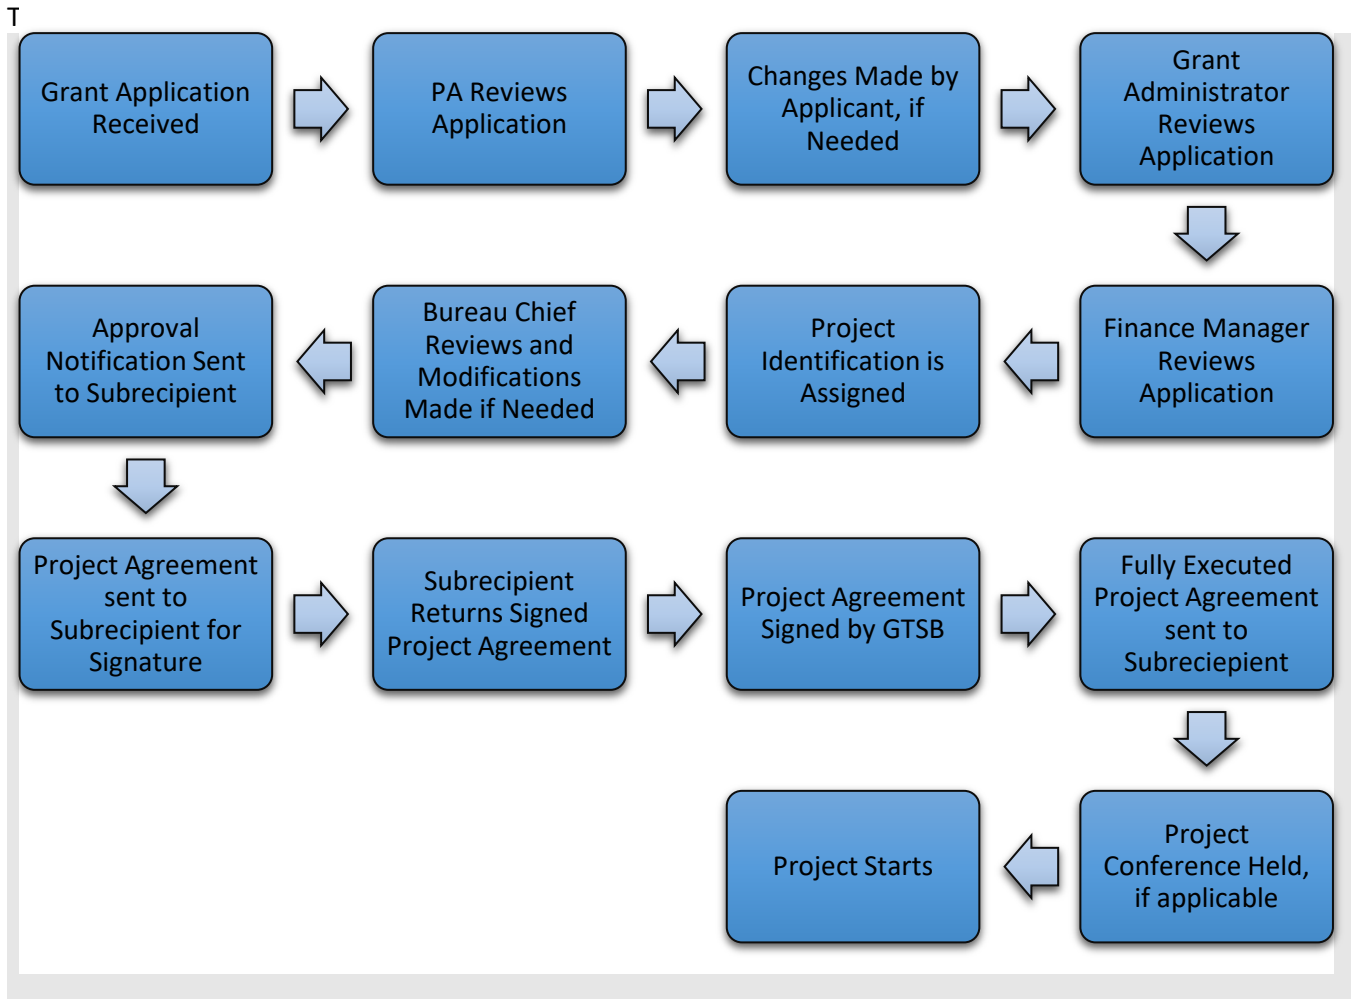 T
Grant Application
Received
PA Reviews
Application
Changes Made by
Applicant, if
Needed
Grant
Administrator
Reviews
Application
Finance Manager
Reviews
Application
Project
Identification is
Assigned
Bureau Chief
Reviews and
Modifications
Made if Needed
Approval
Notification Sent
to Subrecipient
Project Agreement
sent to
Subrecipient for
Signature
Subrecipient
Returns Signed
Project Agreement
Project Agreement
Signed by GTSB
Fully Executed
Project Agreement
sent to
Subreciepient
Project
Conference Held,
if applicable
Project Starts